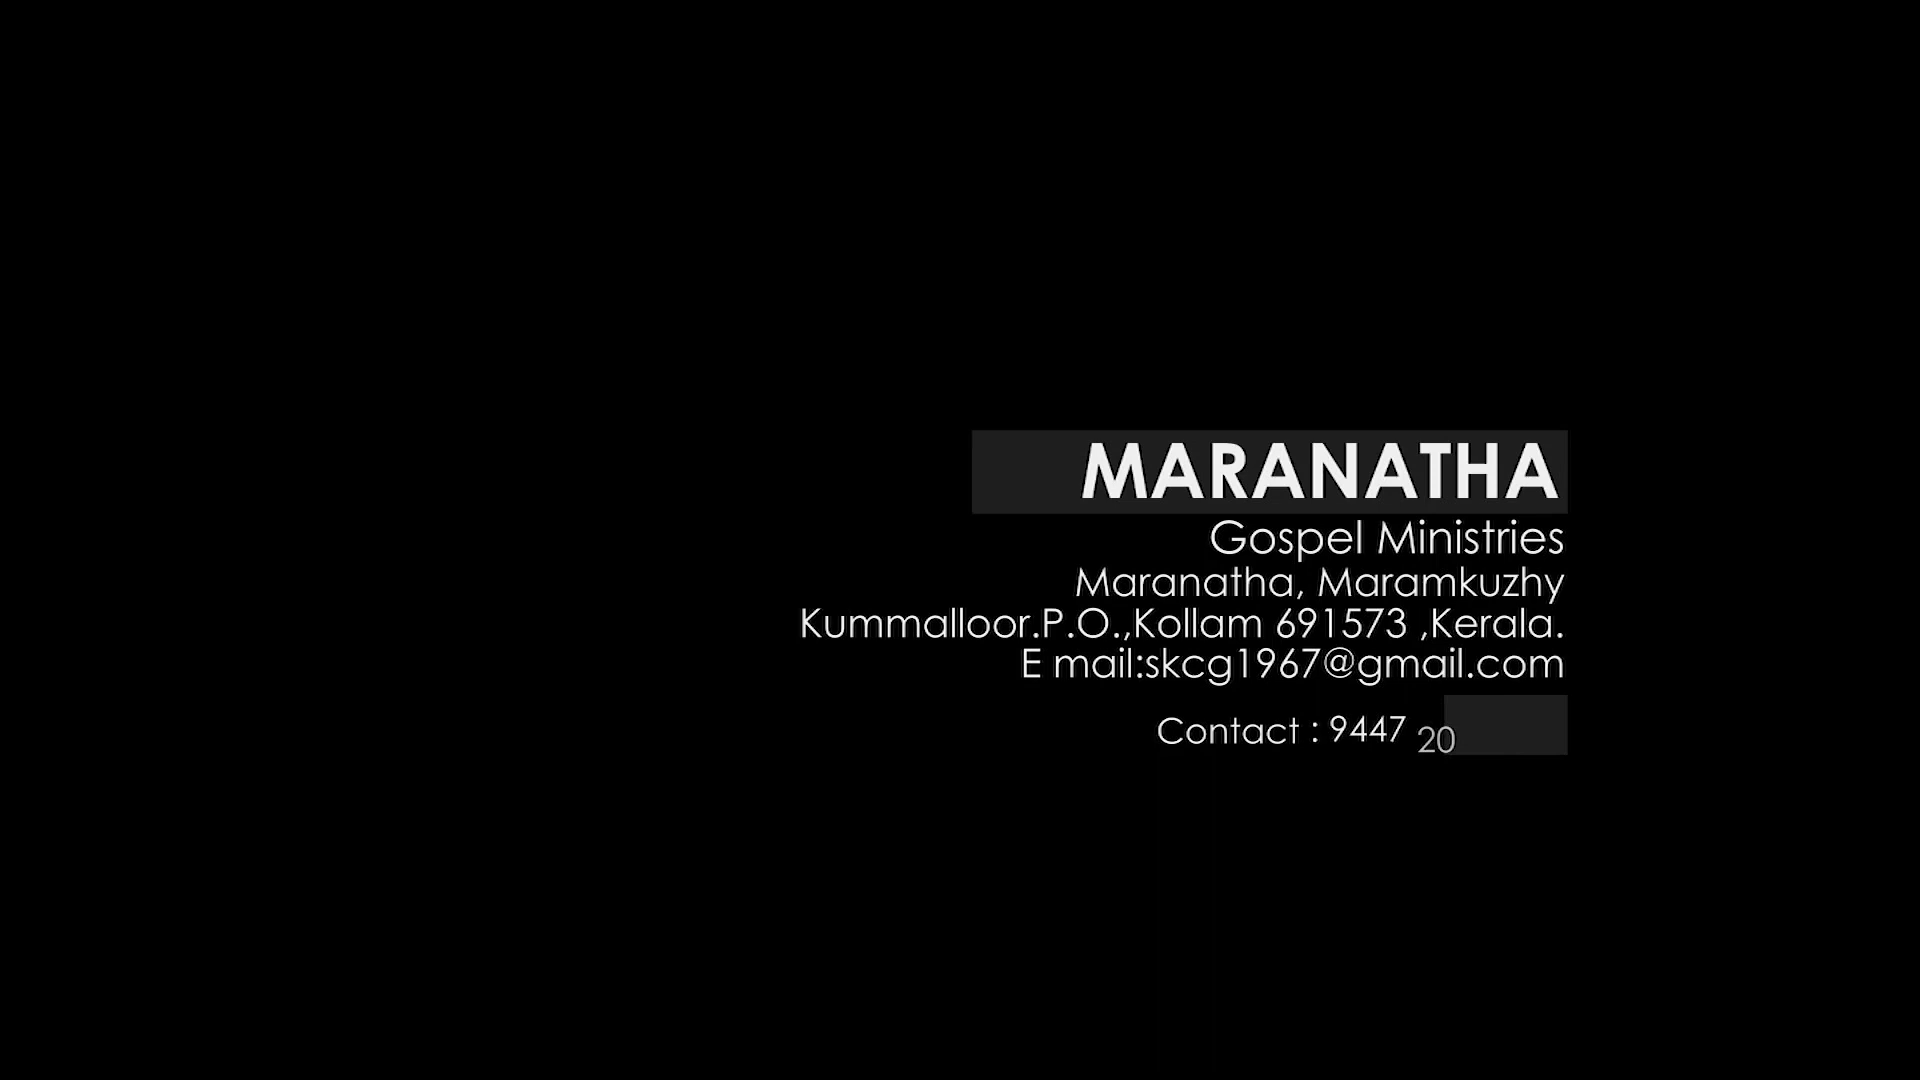 MARANATHA
Gospel Ministries
Maranatha, Maramkuzhy
Kummalloor.P.O.,Kollam 691573 ,Kerala.
E mail:skcg1967@gmail.com
Contact : 9447 20